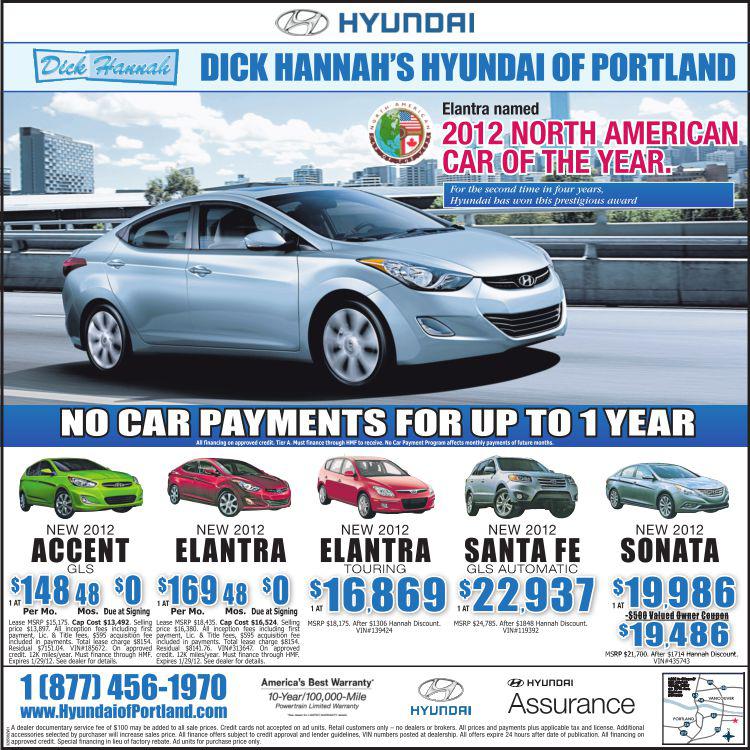 HYUNDAI
Dick Hannah
DICK HANNAH'S HYUNDAI OF PORTLAND
NORTH AMERICAN
Elantra named
2012 NORTH AMERICAN
CAR OF THE YEAR.
For the second time in four years,
Hyundai has won this prestigious award
NO CAR PAYMENTS FOR UP TO 1 YEAR
All financing on approved credit. Tier A. Must finance through HMF to receive. No Car Payment Program affects monthly payments of future months.
NEW 2012
ACCENT
GLS
1 AT $148 48 $0
Per Mo. Mos. Due at Signing
Lease MSRP $15,175. Cap Cost $13,492. Selling
price $13,897. All inception fees including first
payment, Lic. & Title fees, $595 acquisition fee
included in payments. Total lease charge $8154.
Residual $7151.04. VIN#185672. On approved
credit. 12K miles/year. Must finance through HMF.
Expires 1/29/12. See dealer for details.
NEW 2012
ELANTRA
1 AT $169 48 $0
Per Mo. Mos. Due at Signing
Lease MSRP $18,435. Cap Cost $16,524. Selling
price $16,380. All inception fees including first
payment, Lic. & Title fees, $595 acquisition fee
included in payments. Total lease charge $8154.
Residual $8141.76. VIN#313647. On approved
credit. 12K miles/year. Must finance through HMF.
Expires 1/29/12. See dealer for details.
NEW 2012
ELANTRA
TOURING
1 AT $16,869
MSRP $18,175. After $1306 Hannah Discount.
VIN#139424
NEW 2012
SANTA FE
GLS AUTOMATIC
1 AT $22,937
MSRP $24,785. After $1848 Hannah Discount.
VIN#119392
NEW 2012
SONATA
1 AT $19,986
-$500 Valued Owner Coupon
$19,486
MSRP $21,700. After $1714 Hannah Discount.
VIN#435743
1 (877) 456-1970
www.HyundaiofPortland.com
America's Best Warranty
10-Year/100,000-Mile
Powertrain Limited Warranty
HYUNDAI
HYUNDAI
Assurance
VANCOUVER
PORTLAND
A dealer documentary service fee of $100 may be added to all sale prices. Credit cards not accepted on ad units. Retail customers only – no dealers or brokers. All prices and payments plus applicable tax and license. Additional
accessories selected by purchaser will increase sales price. All finance offers subject to credit approval and lender guidelines, VIN numbers posted at dealership. All offers expire 24 hours after date of publication. All financing on
approved credit. Special financing in lieu of factory rebate. Ad units for purchase price only.